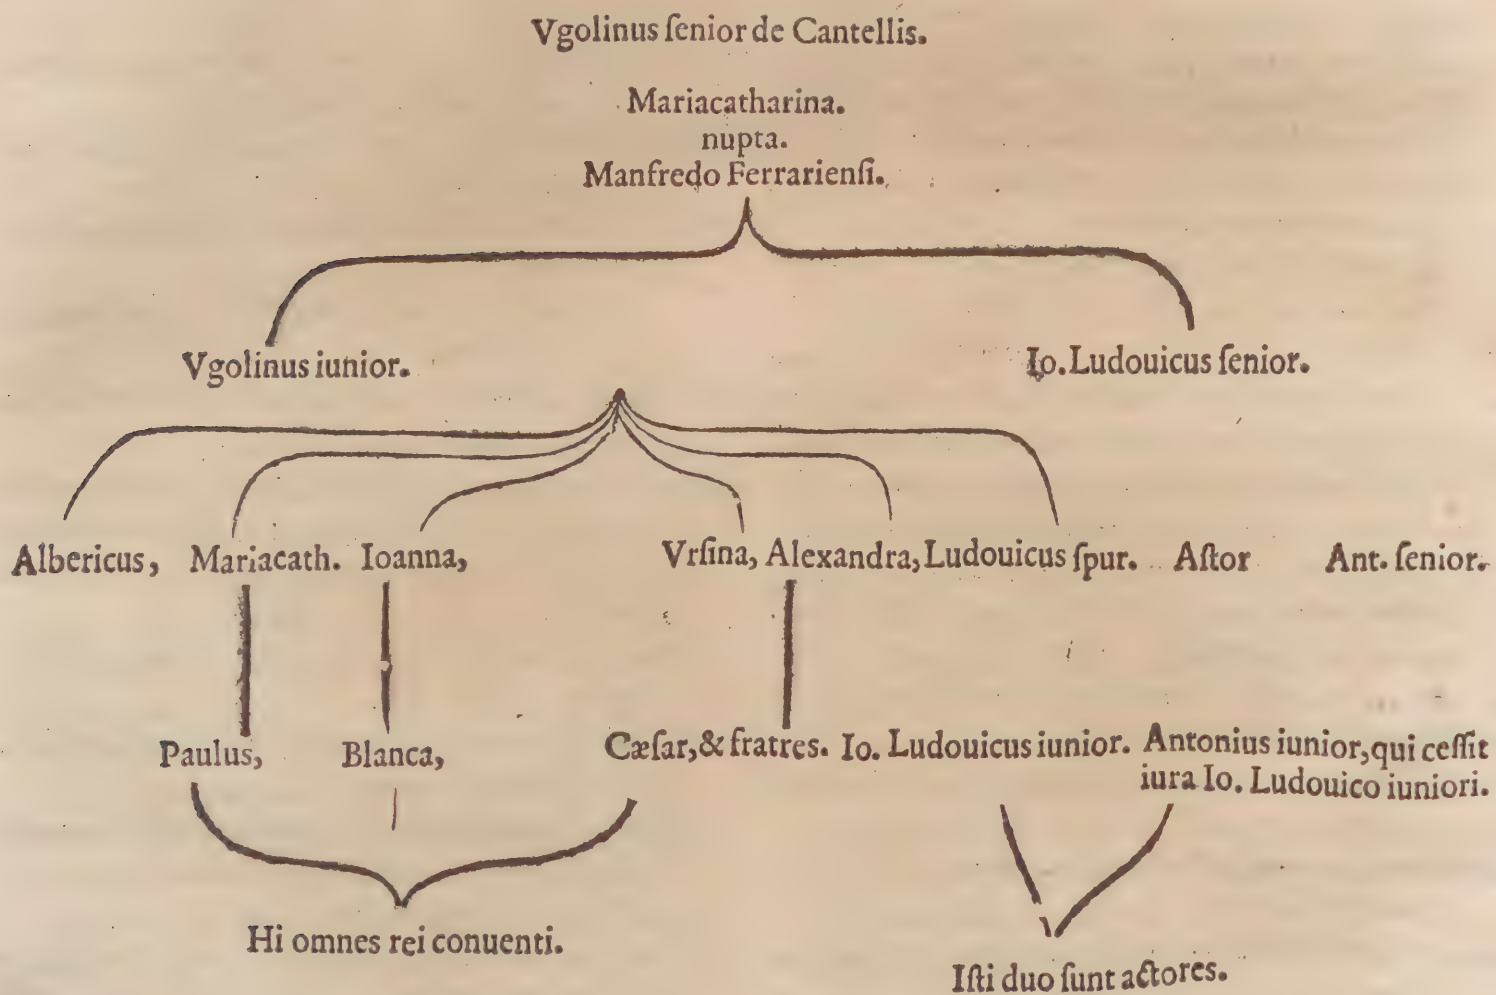 Vgolinus ſenior de Cantellis.
Mariacatharina.
nupta.
Manfredo Ferrarienſi.
Vgolinus iunior.
Io. Ludouicus ſenior.
Albericus, Mariacath. Ioanna, Vrſina, Alexandra, Ludouicus ſpur. Aſtor Ant. ſenior.
Paulus, Blanca, Cæſar, & fratres. Io. Ludouicus iunior. Antonius iunior, qui ceſſit
iura Io. Ludouico iuniori.
Hi omnes rei conuenti.
Iſti duo ſunt actores.